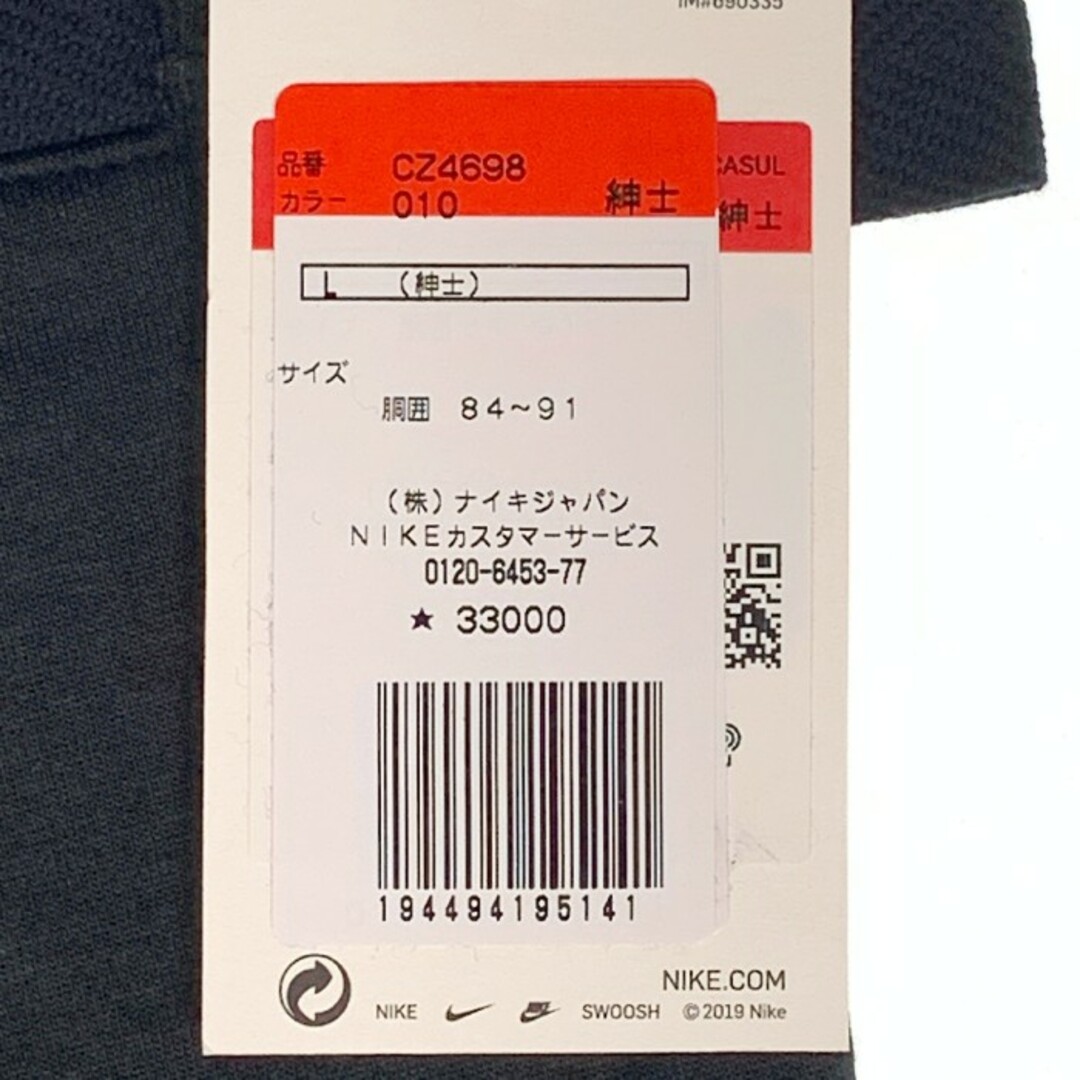 IM#690335
品番 CZ4698
カラー 010 紳士
CASUL
紳士
L （紳士）
サイズ
胴囲 84～91
（株）ナイキジャパン
NIKEカスタマーサービス
0120-6453-77
★ 33000
194494195141
NIKE.COM
NIKE SWOOSH ©2019 Nike